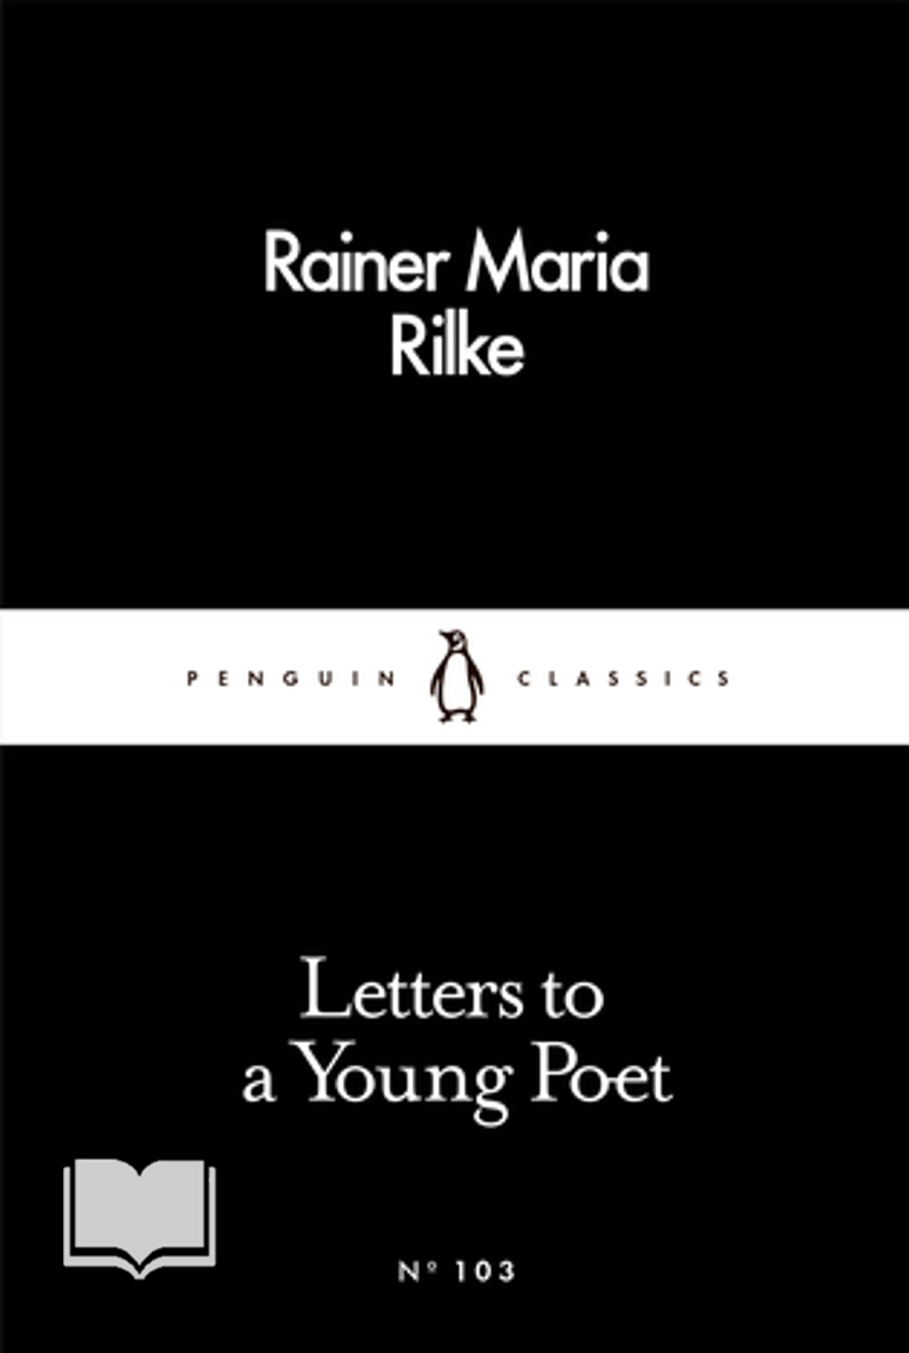 Rainer Maria
Rilke
PENGUIN CLASSICS
Letters to
a Young Poet
Nº 103